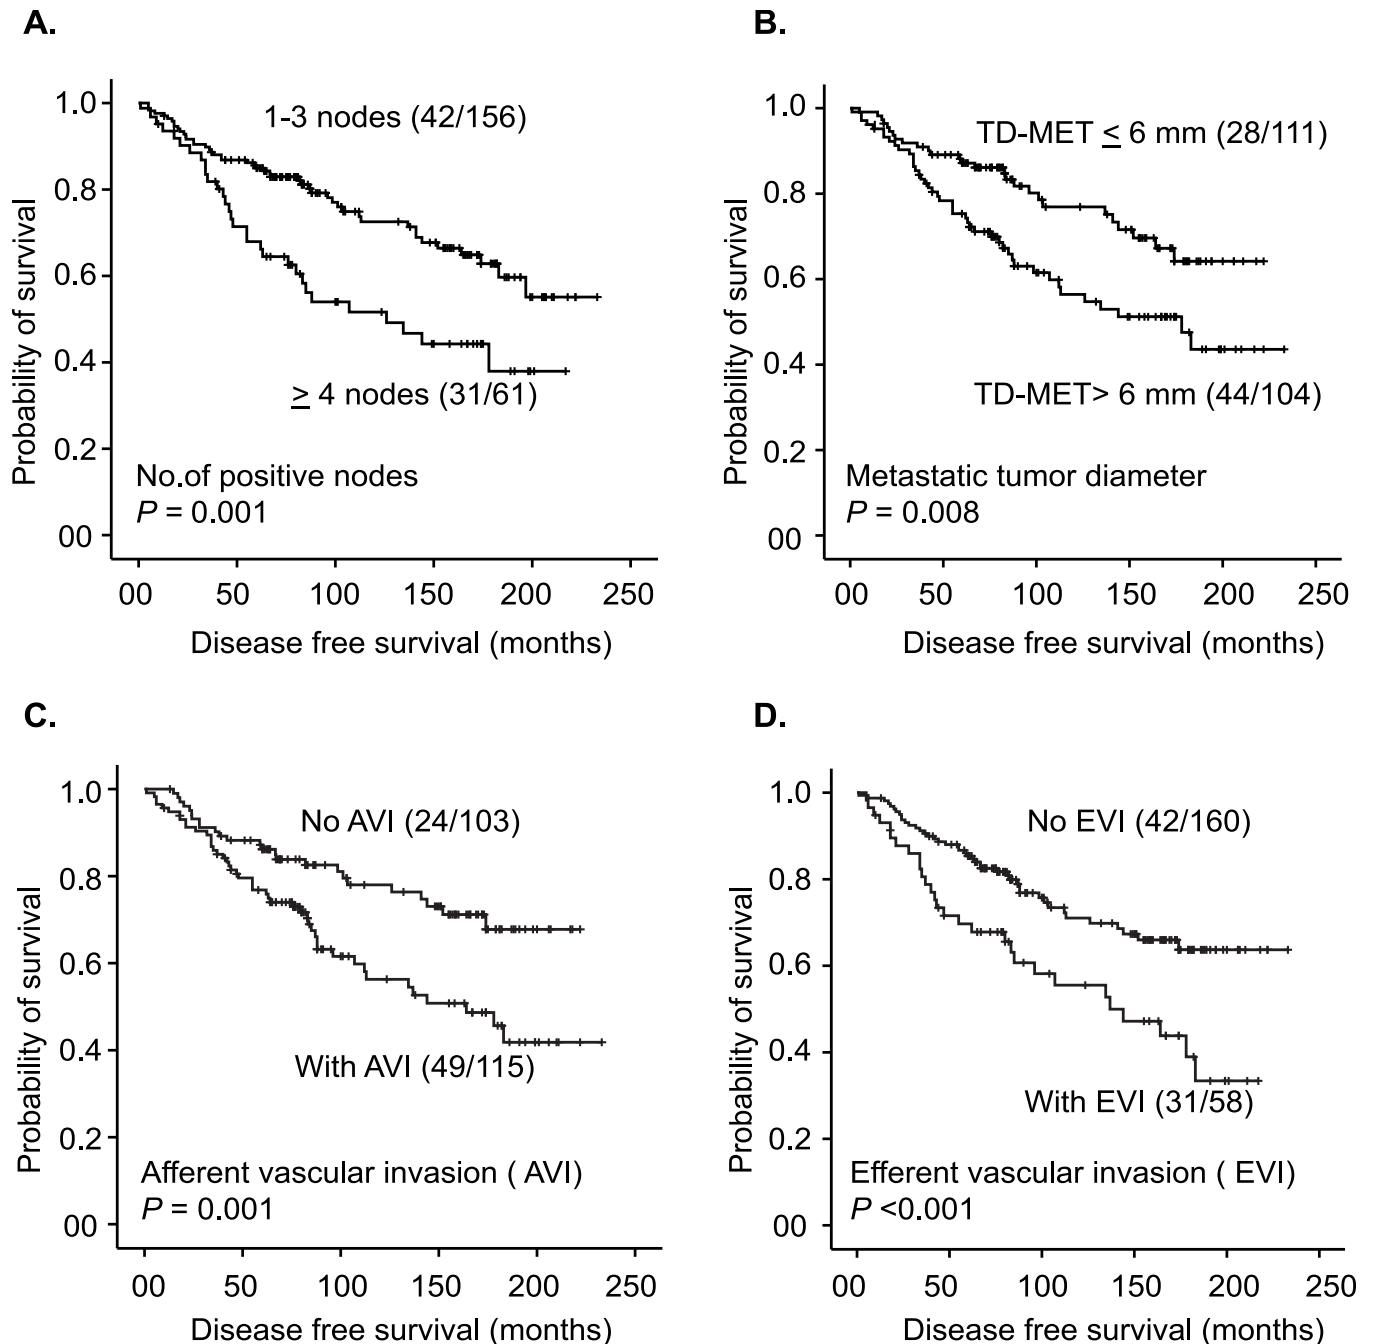 A.
Probability of survival
1.0
0.8
0.6
0.4
0.2
00
1-3 nodes (42/156)
≥ 4 nodes (31/61)
No.of positive nodes
P = 0.001
00 50 100 150 200 250
Disease free survival (months)
B.
Probability of survival
1.0
0.8
0.6
0.4
0.2
00
TD-MET ≤ 6 mm (28/111)
TD-MET> 6 mm (44/104)
Metastatic tumor diameter
P = 0.008
00 50 100 150 200 250
Disease free survival (months)
C.
Probability of survival
1.0
0.8
0.6
0.4
0.2
00
No AVI (24/103)
With AVI (49/115)
Afferent vascular invasion ( AVI)
P = 0.001
00 50 100 150 200 250
Disease free survival (months)
D.
Probability of survival
1.0
0.8
0.6
0.4
0.2
00
No EVI (42/160)
With EVI (31/58)
Efferent vascular invasion ( EVI)
P <0.001
00 50 100 150 200 250
Disease free survival (months)